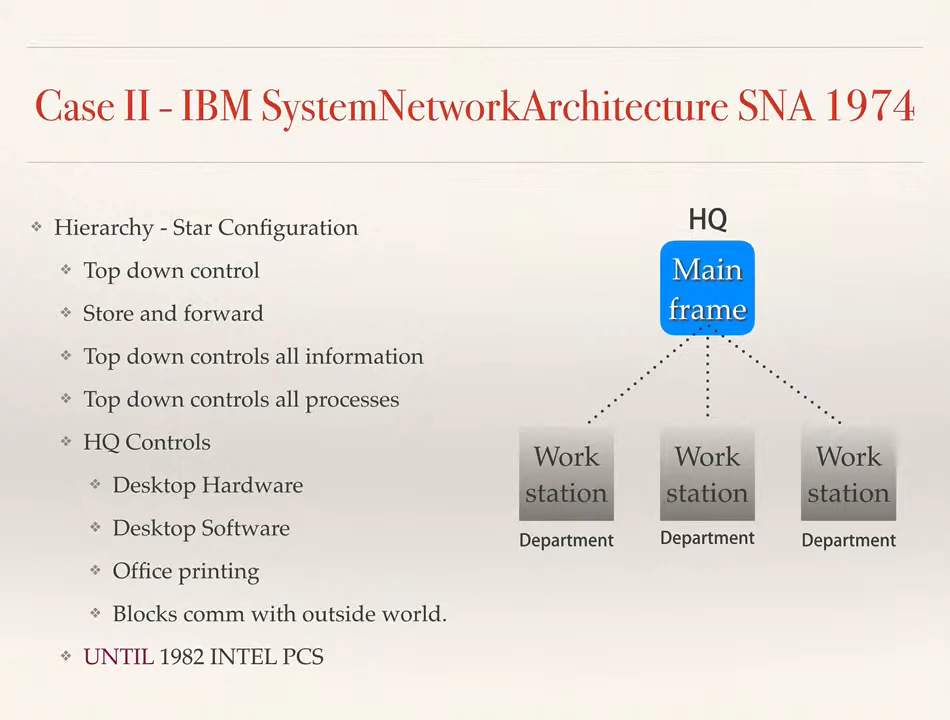 Case II - IBM SystemNetworkArchitecture SNA 1974
Hierarchy - Star Configuration
Top down control
Store and forward
Top down controls all information
Top down controls all processes
HQ Controls
Desktop Hardware
Desktop Software
Office printing
Blocks comm with outside world.
UNTIL 1982 INTEL PCS
HQ
Main
frame
Work
station
Department
Work
station
Department
Work
station
Department